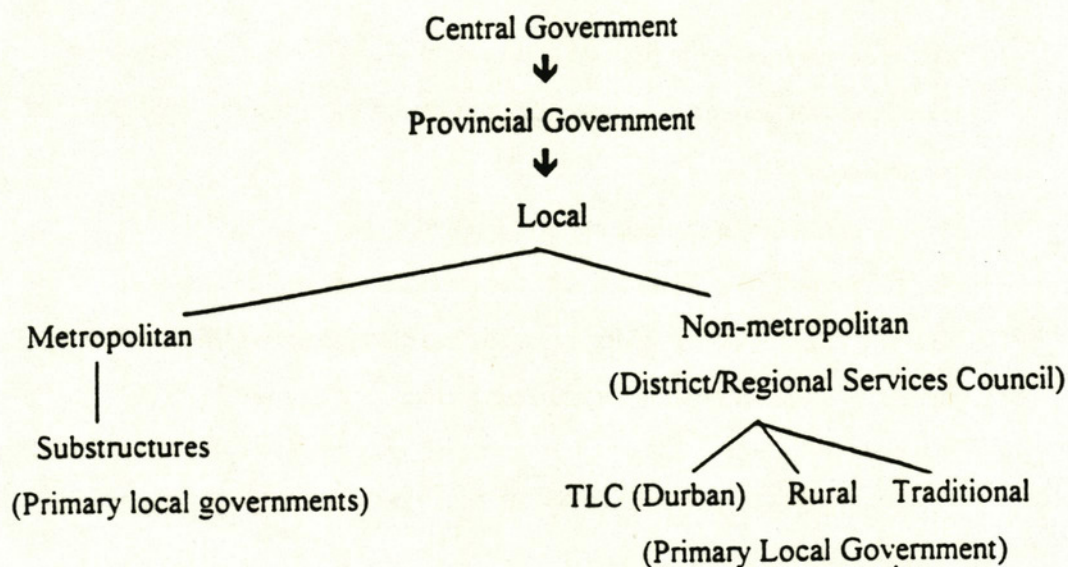 Central Government
Provincial Government
Local
Metropolitan
Non-metropolitan
(District/Regional Services Council)
Substructures
(Primary local governments)
TLC (Durban) Rural Traditional
(Primary Local Government)